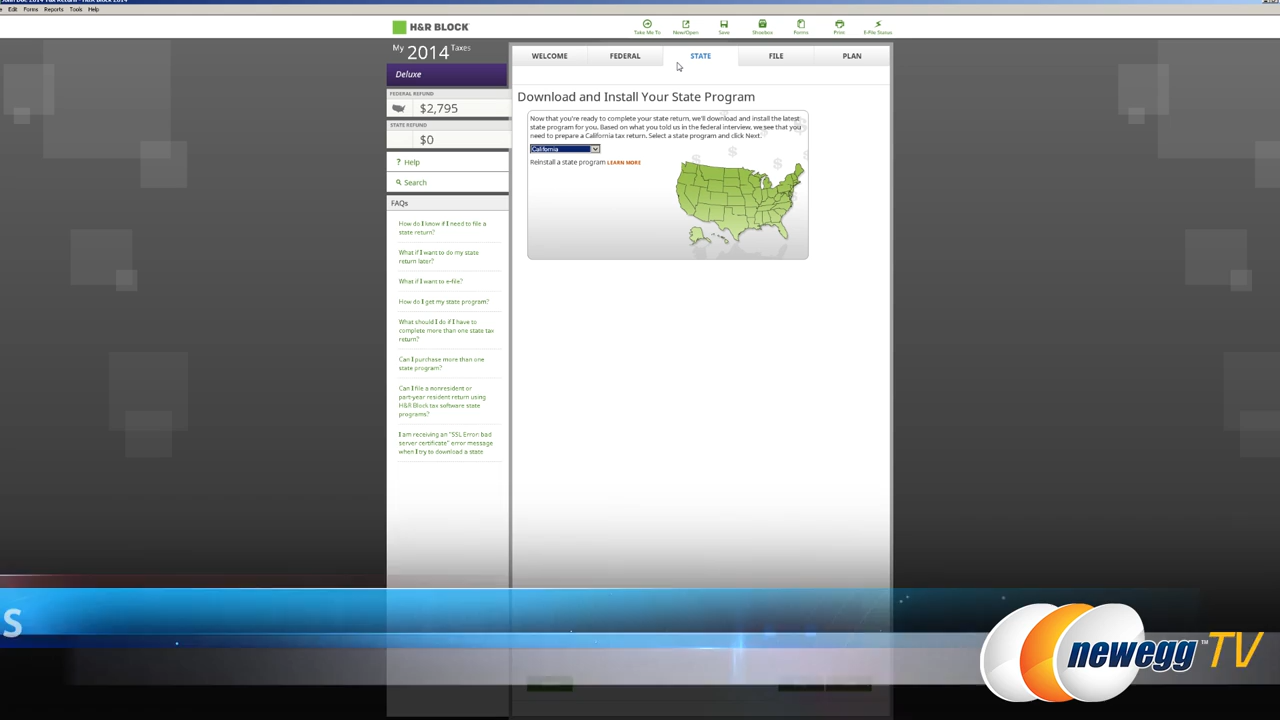 Edit Forms Reports Tools Help
H&R BLOCK
Take Me To New/Open Save Shoebox Forms Print E-File Status
My 2014 Taxes
WELCOME FEDERAL STATE FILE PLAN
Deluxe
FEDERAL REFUND
$2,795
STATE REFUND
$0
? Help
Search
FAQs
How do I know if I need to file a
state return?
What if I want to do my state
return later?
What if I want to e-file?
How do I get my state program?
What should I do if I have to
complete more than one state tax
return?
Can I purchase more than one
state program?
Can I file a nonresident or
part-year resident return using
H&R Block tax software state
programs?
I am receiving an "SSL Error: bad
server certificate" error message
when I try to download a state
Download and Install Your State Program
Now that you're ready to complete your state return, we'll download and install the latest
state program for you. Based on what you told us in the federal interview, we see that you
need to prepare a California tax return. Select a state program and click Next.
California
Reinstall a state program LEARN MORE
S
newegg™ TV